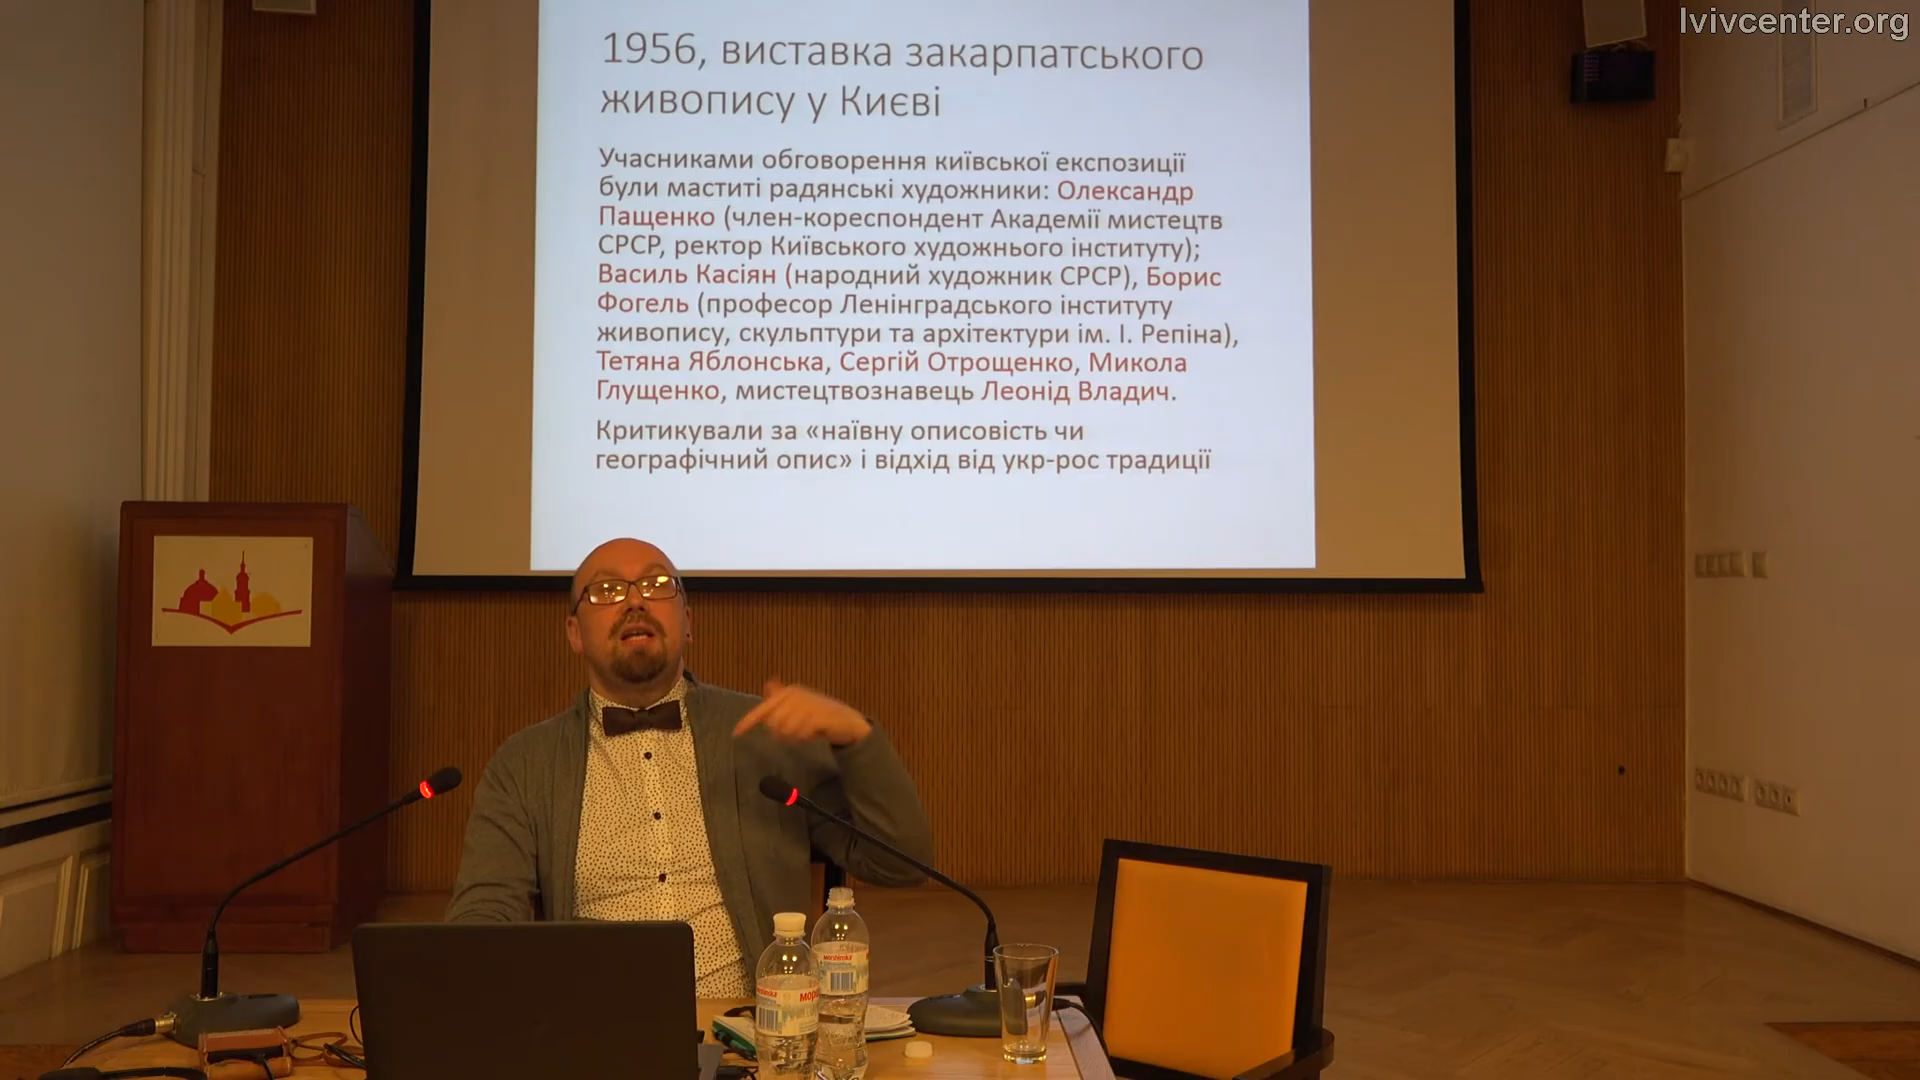 lvivcenter.org
1956, виставка закарпатського
живопису у Києві
Учасниками обговорення київської експозиції
були маститі радянські художники: Олександр
Пащенко (член-кореспондент Академії мистецтв
СРСР, ректор Київського художнього інституту);
Василь Касіян (народний художник СРСР), Борис
Фогель (професор Ленінградського інституту
живопису, скульптури та архітектури ім. І. Репіна),
Тетяна Яблонська, Сергій Отрощенко, Микола
Глущенко, мистецтвознавець Леонід Владич.
Критикували за «наївну описовість чи
географічний опис» і відхід від укр-рос традиції